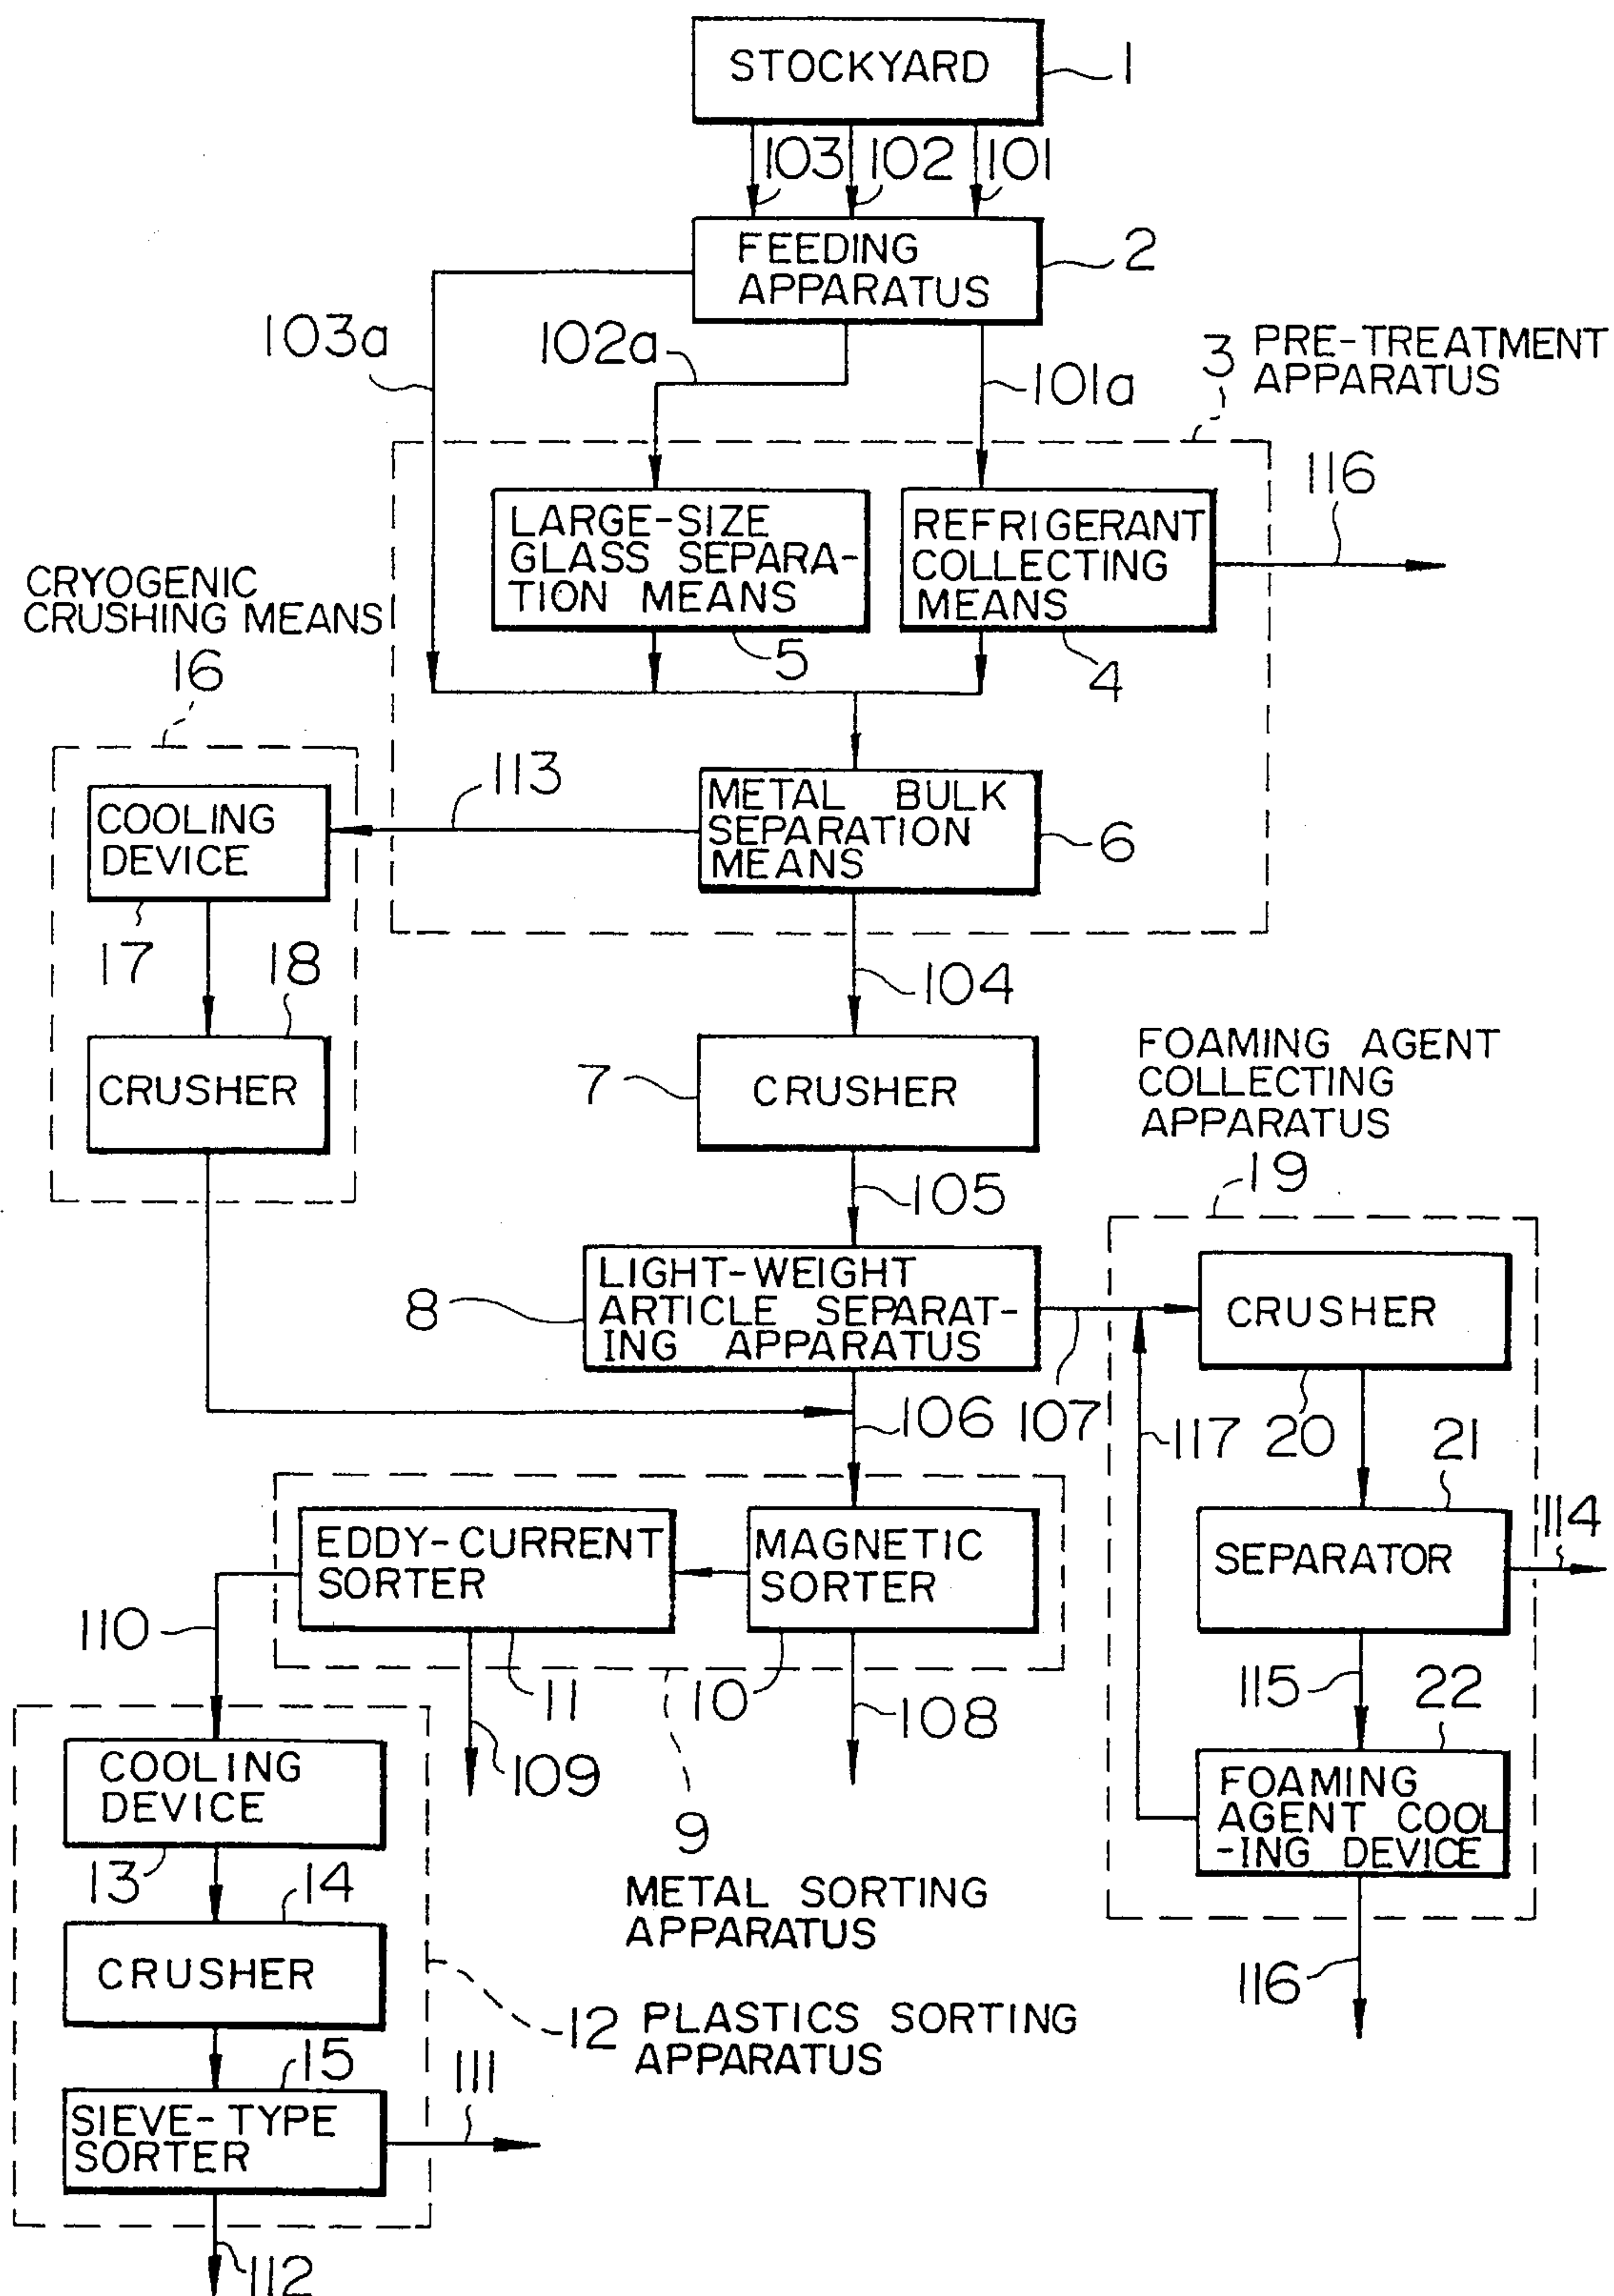 STOCKYARD
1
103
102
101
FEEDING
APPARATUS
2
103a
102a
101a
3
PRE-TREATMENT
APPARATUS
LARGE-SIZE
GLASS SEPARA-
TION MEANS
5
REFRIGERANT
COLLECTING
MEANS
4
116
CRYOGENIC
CRUSHING MEANS
16
COOLING
DEVICE
17
113
METAL BULK
SEPARATION
MEANS
6
18
CRUSHER
104
7
CRUSHER
105
FOAMING AGENT
COLLECTING
APPARATUS
19
8
LIGHT-WEIGHT
ARTICLE SEPARAT-
ING APPARATUS
107
CRUSHER
20
106
117
21
SEPARATOR
114
EDDY-CURRENT
SORTER
11
MAGNETIC
SORTER
10
110
109
108
9
METAL SORTING
APPARATUS
115
22
FOAMING
AGENT COOL
-ING DEVICE
116
COOLING
DEVICE
13
14
CRUSHER
12
PLASTICS SORTING
APPARATUS
15
SIEVE-TYPE
SORTER
111
112